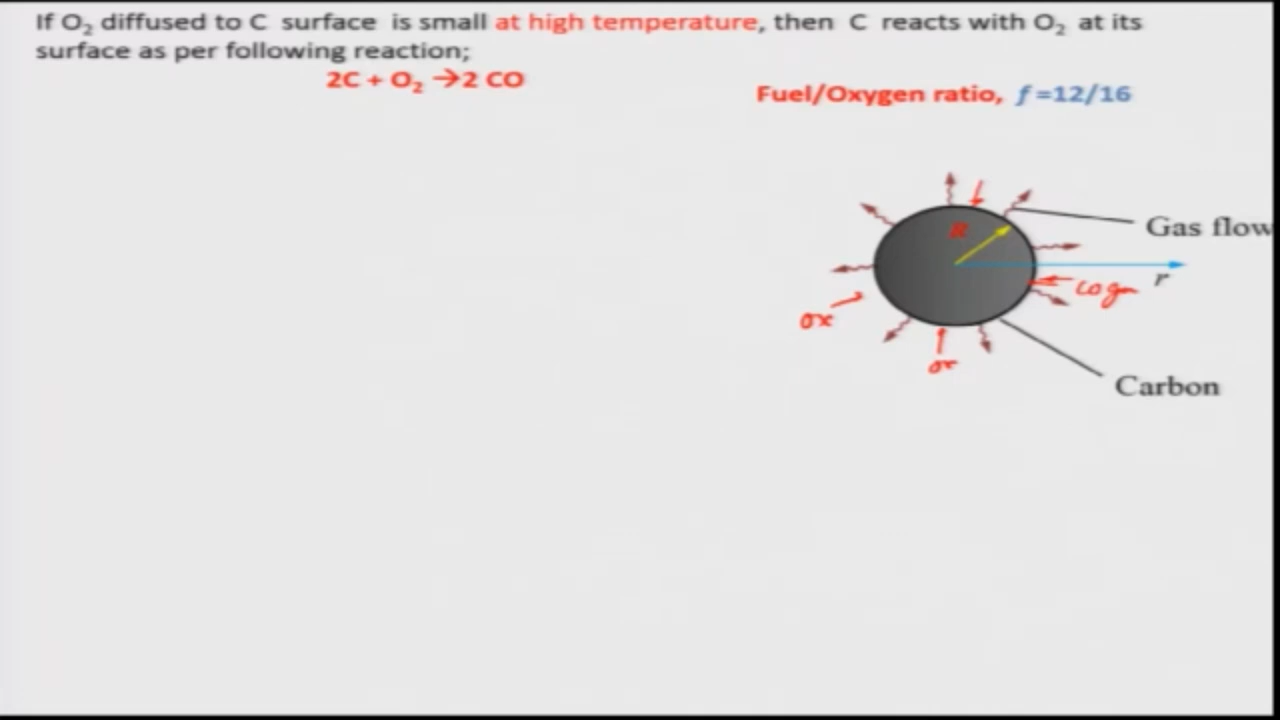 If O₂ diffused to C surface is small at high temperature, then C reacts with O₂ at its
surface as per following reaction;
2C + O₂ →2 CO
Fuel/Oxygen ratio, f =12/16
R
Gas flow
r
ox
ox
Carbon